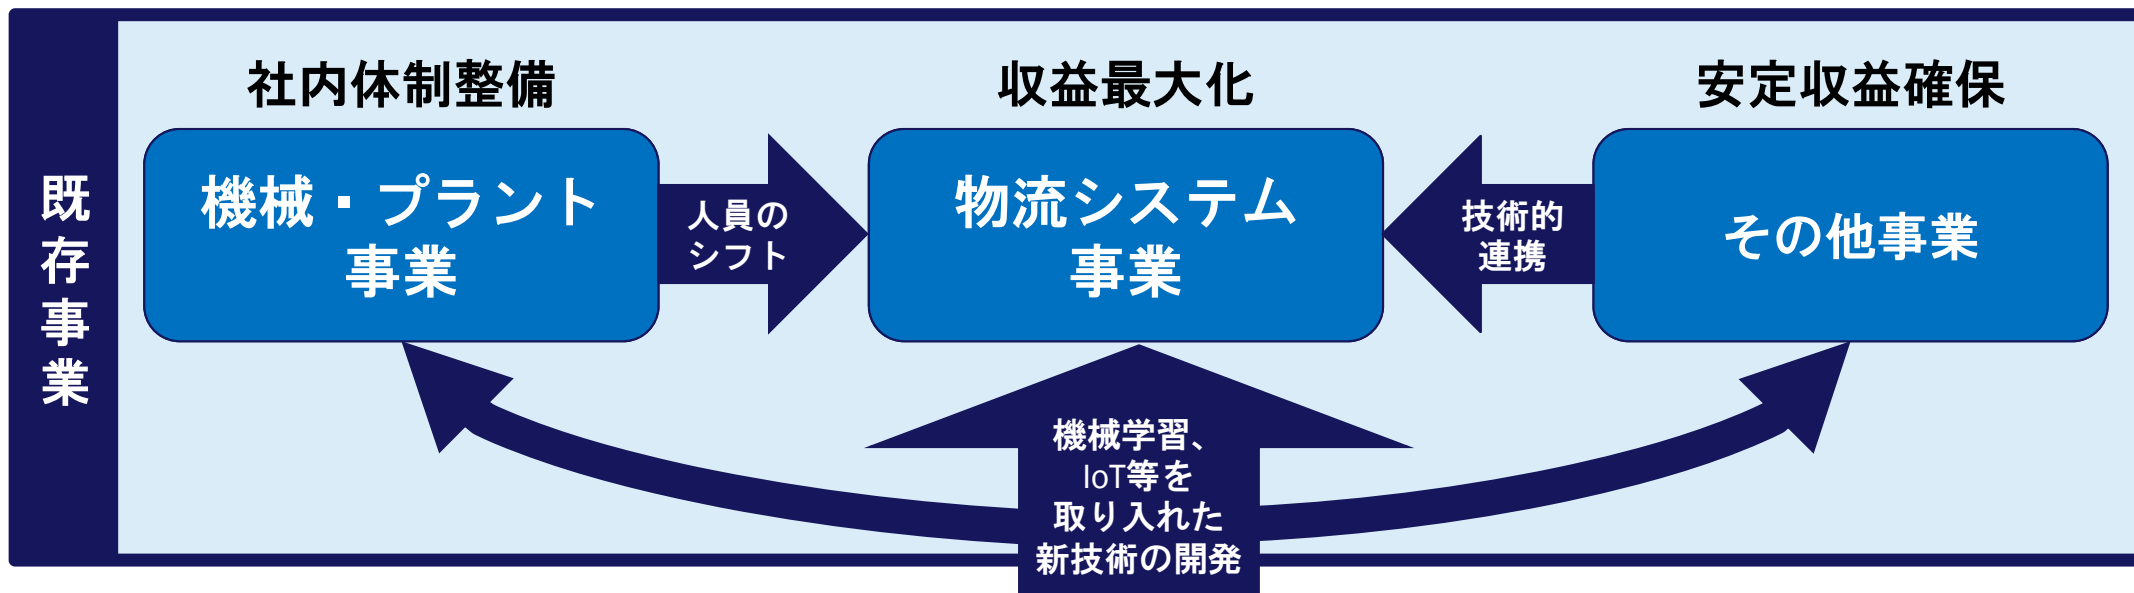 既存事業
社内体制整備
機械・プラント
事業
人員の
シフト
収益最大化
物流システム
事業
技術的
連携
安定収益確保
その他事業
機械学習、
IoT等を
取り入れた
新技術の開発